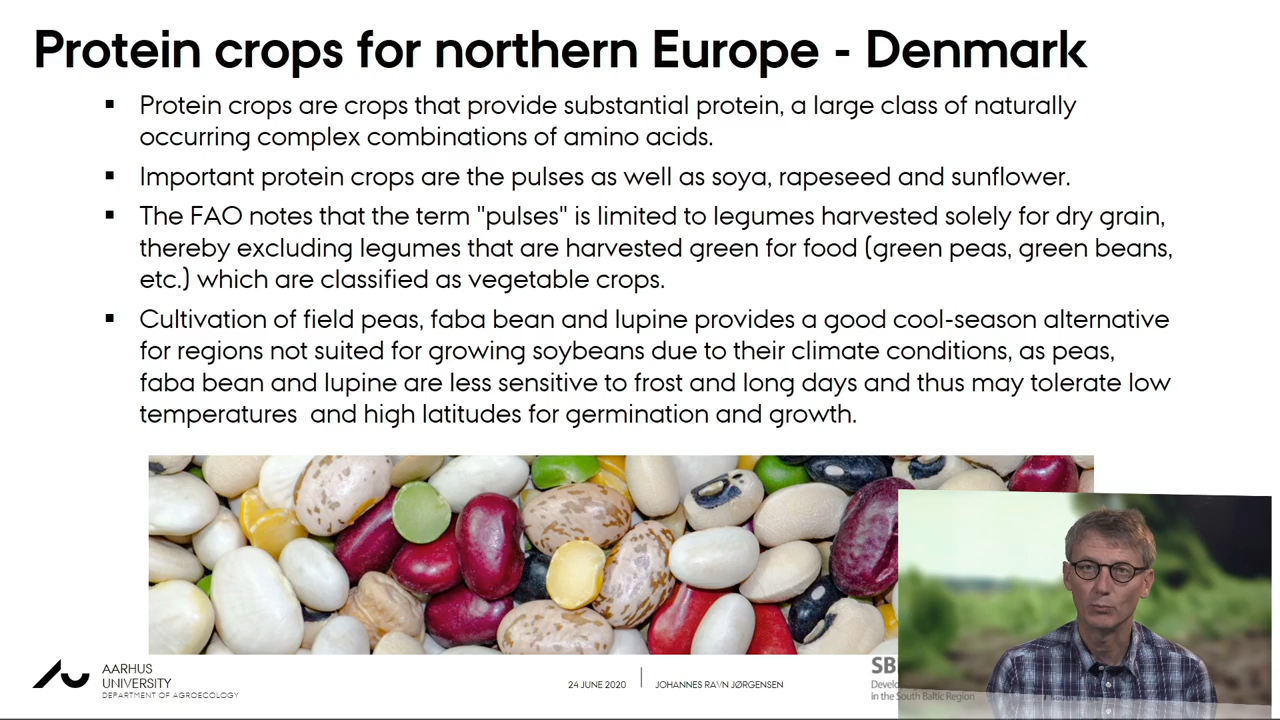 Protein crops for northern Europe - Denmark
▪ Protein crops are crops that provide substantial protein, a large class of naturally
occurring complex combinations of amino acids.
▪ Important protein crops are the pulses as well as soya, rapeseed and sunflower.
▪ The FAO notes that the term "pulses" is limited to legumes harvested solely for dry grain,
thereby excluding legumes that are harvested green for food (green peas, green beans,
etc.) which are classified as vegetable crops.
▪ Cultivation of field peas, faba bean and lupine provides a good cool-season alternative
for regions not suited for growing soybeans due to their climate conditions, as peas,
faba bean and lupine are less sensitive to frost and long days and thus may tolerate low
temperatures  and high latitudes for germination and growth.
AARHUS
UNIVERSITY
DEPARTMENT OF AGROECOLOGY
24 JUNE 2020
JOHANNES RAVN JØRGENSEN
SB
Develo
in the South Baltic Region